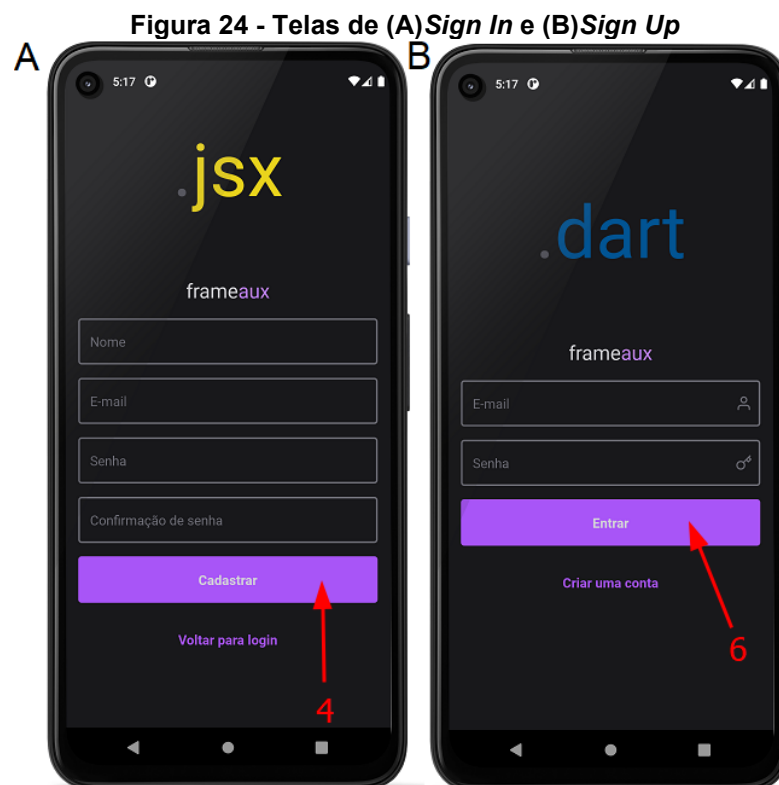 Figura 24 - Telas de (A)Sign In e (B)Sign Up
A
5:17
.jsx
frameaux
Nome
E-mail
Senha
Confirmação de senha
Cadastrar
Voltar para login
4
B
5:17
.dart
frameaux
E-mail
Senha
Entrar
Criar uma conta
6